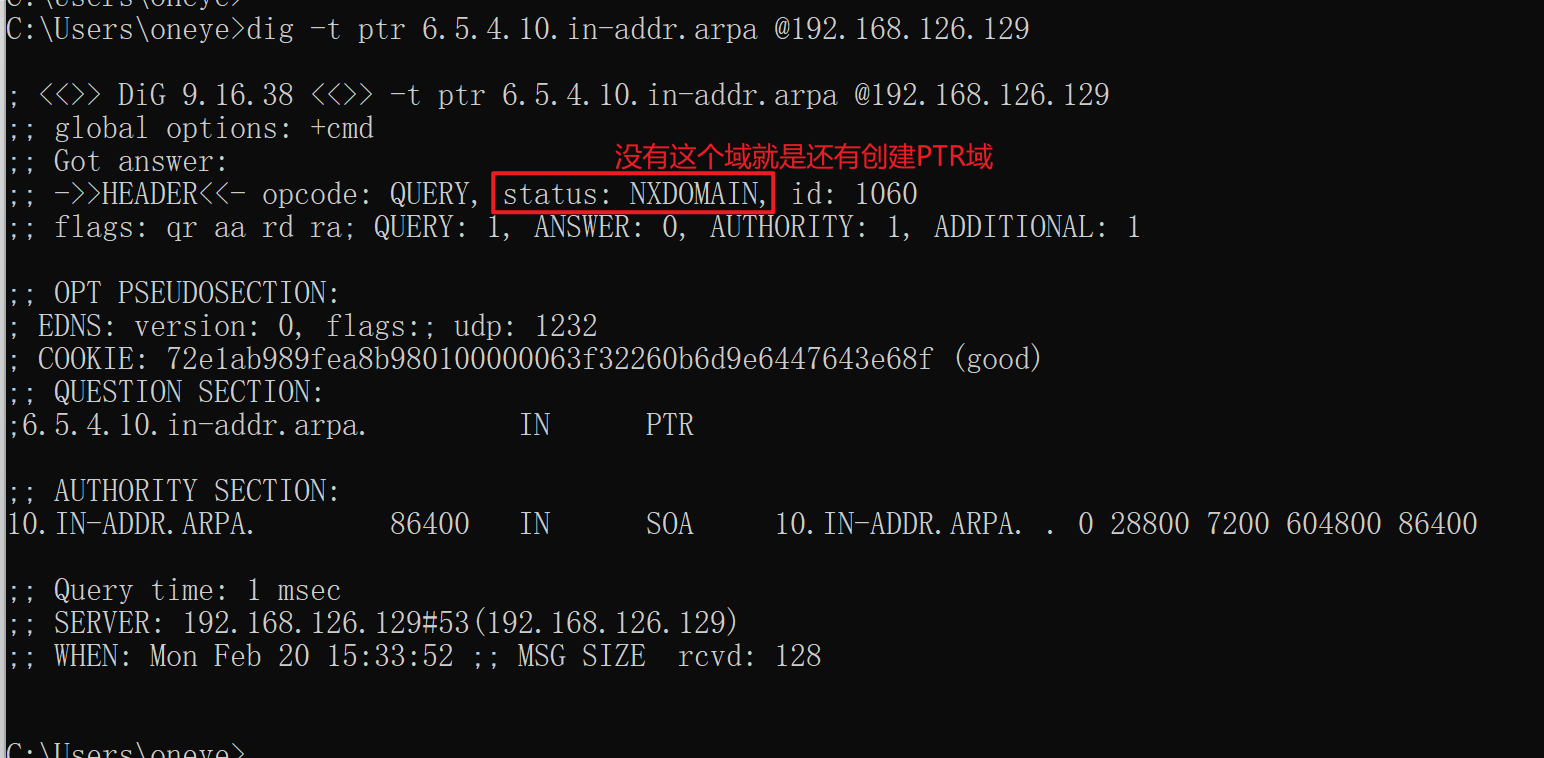 C:\Users\oneye>
C:\Users\oneye>dig -t ptr 6.5.4.10.in-addr.arpa @192.168.126.129
; <<>> DiG 9.16.38 <<>> -t ptr 6.5.4.10.in-addr.arpa @192.168.126.129
;; global options: +cmd
;; Got answer:
没有这个域就是还有创建PTR域
;; ->>HEADER<<- opcode: QUERY, status: NXDOMAIN, id: 1060
;; flags: qr aa rd ra; QUERY: 1, ANSWER: 0, AUTHORITY: 1, ADDITIONAL: 1
;; OPT PSEUDOSECTION:
; EDNS: version: 0, flags:; udp: 1232
; COOKIE: 72e1ab989fea8b980100000063f32260b6d9e6447643e68f (good)
;; QUESTION SECTION:
;6.5.4.10.in-addr.arpa. IN PTR
;; AUTHORITY SECTION:
10.IN-ADDR.ARPA. 86400 IN SOA 10.IN-ADDR.ARPA. . 0 28800 7200 604800 86400
;; Query time: 1 msec
;; SERVER: 192.168.126.129#53(192.168.126.129)
;; WHEN: Mon Feb 20 15:33:52 ;; MSG SIZE rcvd: 128
C:\Users\oneye>